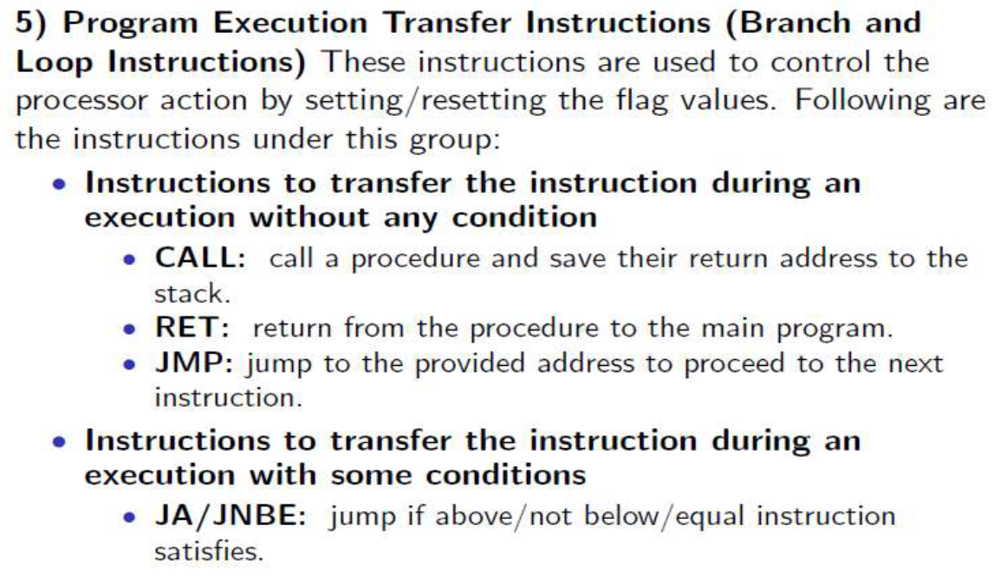 5) Program Execution Transfer Instructions (Branch and
Loop Instructions) These instructions are used to control the
processor action by setting/resetting the flag values. Following are
the instructions under this group:
• Instructions to transfer the instruction during an
execution without any condition
• CALL: call a procedure and save their return address to the
stack.
• RET: return from the procedure to the main program.
• JMP: jump to the provided address to proceed to the next
instruction.
• Instructions to transfer the instruction during an
execution with some conditions
• JA/JNBE: jump if above/not below/equal instruction
satisfies.